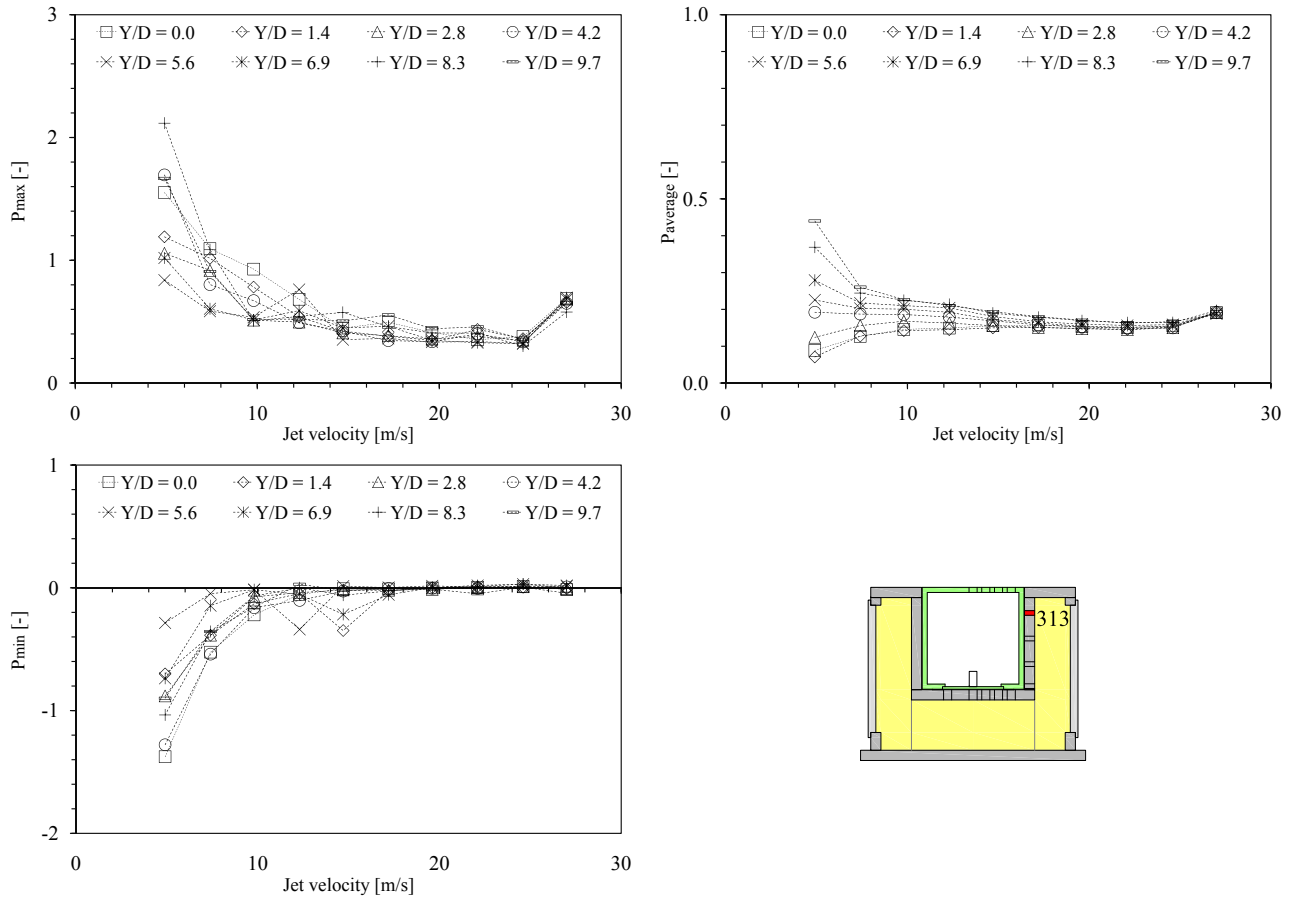 3
2
1
0
Pmax [-]
Y/D = 0.0 Y/D = 1.4 Y/D = 2.8 Y/D = 4.2
Y/D = 5.6 Y/D = 6.9 Y/D = 8.3 Y/D = 9.7
0 10 20 30
Jet velocity [m/s]
1.0
0.5
0.0
Paverage [-]
Y/D = 0.0 Y/D = 1.4 Y/D = 2.8 Y/D = 4.2
Y/D = 5.6 Y/D = 6.9 Y/D = 8.3 Y/D = 9.7
0 10 20 30
Jet velocity [m/s]
1
0
-1
-2
Pmin [-]
Y/D = 0.0 Y/D = 1.4 Y/D = 2.8 Y/D = 4.2
Y/D = 5.6 Y/D = 6.9 Y/D = 8.3 Y/D = 9.7
0 10 20 30
Jet velocity [m/s]
313